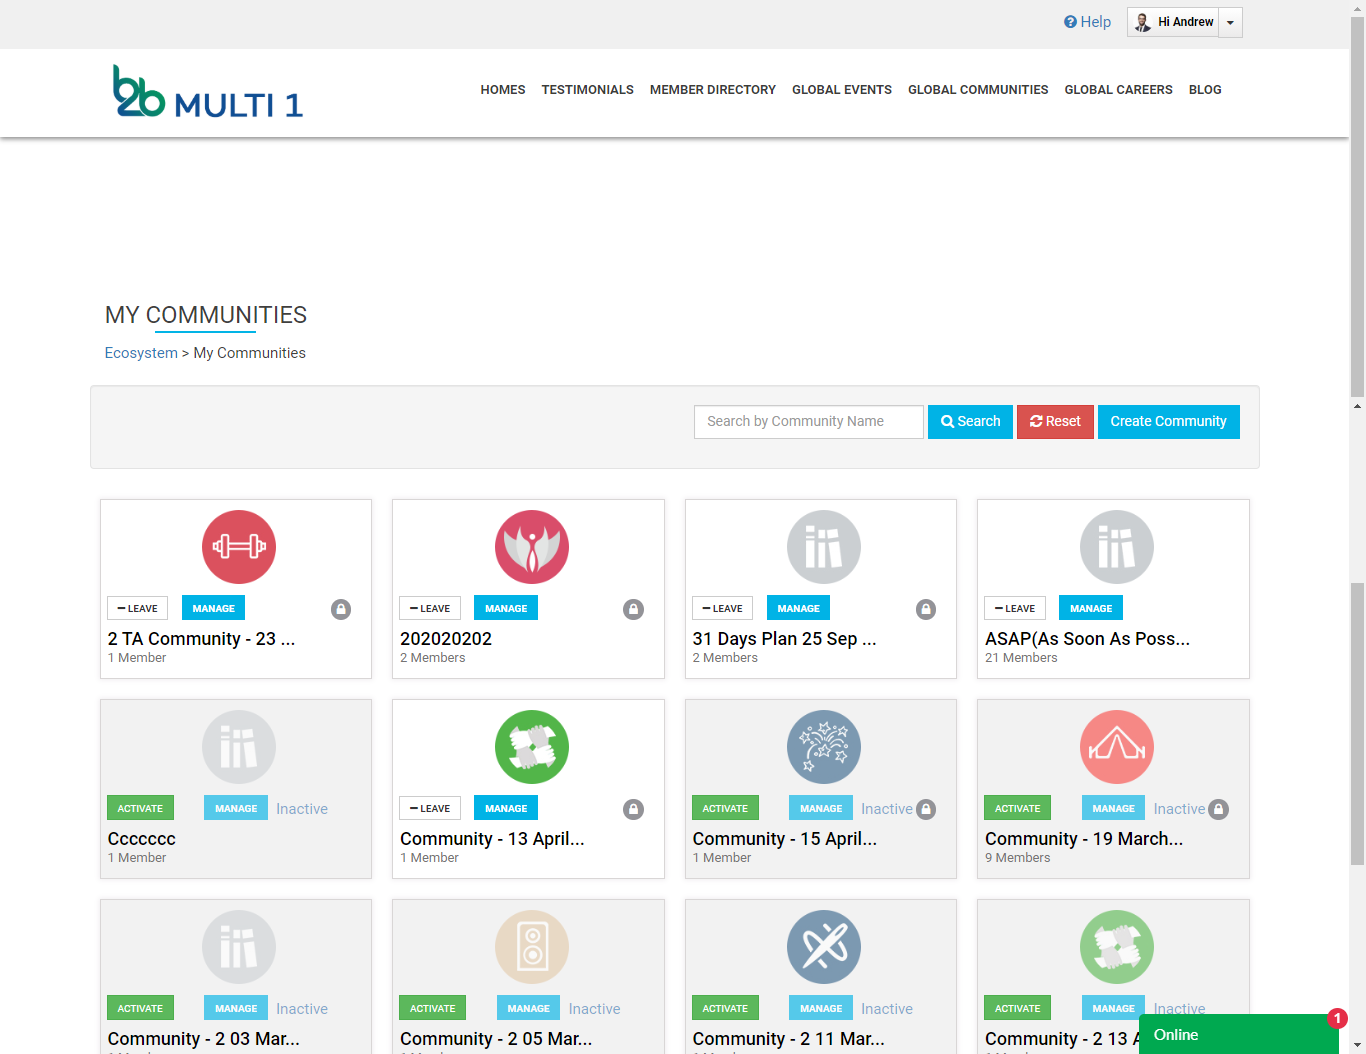 Help
Hi Andrew
b2b MULTI 1
HOMES TESTIMONIALS MEMBER DIRECTORY GLOBAL EVENTS GLOBAL COMMUNITIES GLOBAL CAREERS BLOG
MY COMMUNITIES
Ecosystem > My Communities
Search by Community Name
Search
Reset
Create Community
LEAVE MANAGE
2 TA Community - 23 ...
1 Member
LEAVE MANAGE
202020202
2 Members
LEAVE MANAGE
31 Days Plan 25 Sep ...
2 Members
LEAVE MANAGE
ASAP(As Soon As Poss...
21 Members
ACTIVATE MANAGE Inactive
Ccccccc
1 Member
LEAVE MANAGE
Community - 13 April...
1 Member
ACTIVATE MANAGE Inactive
Community - 15 April...
1 Member
ACTIVATE MANAGE Inactive
Community - 19 March...
9 Members
ACTIVATE MANAGE Inactive
Community - 2 03 Mar...
ACTIVATE MANAGE Inactive
Community - 2 05 Mar...
ACTIVATE MANAGE Inactive
Community - 2 11 Mar...
ACTIVATE MANAGE Inactive
Community - 2 13
Online
1